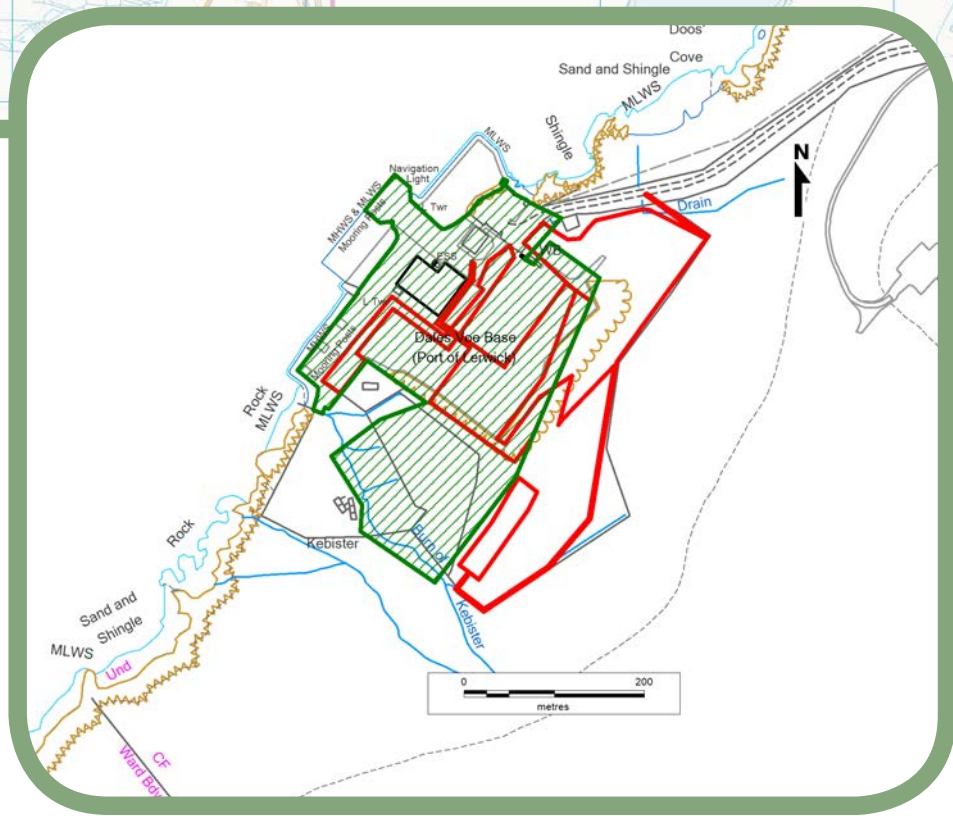 Doos'
Cove
Sand and Shingle
MLWS
Shingle
MLWS
N
Navigation
Light
MHWS & MLWS
Mooring Posts
L Twr
Drain
ESS
L Twr
Dales Voe Base
(Port of Lerwick)
Mooring Posts
Rock
MLWS
Rock
Kebister
Burn of
Kebister
Sand and
Shingle
MLWS
Und
0 200
metres
CF
Ward Bdy